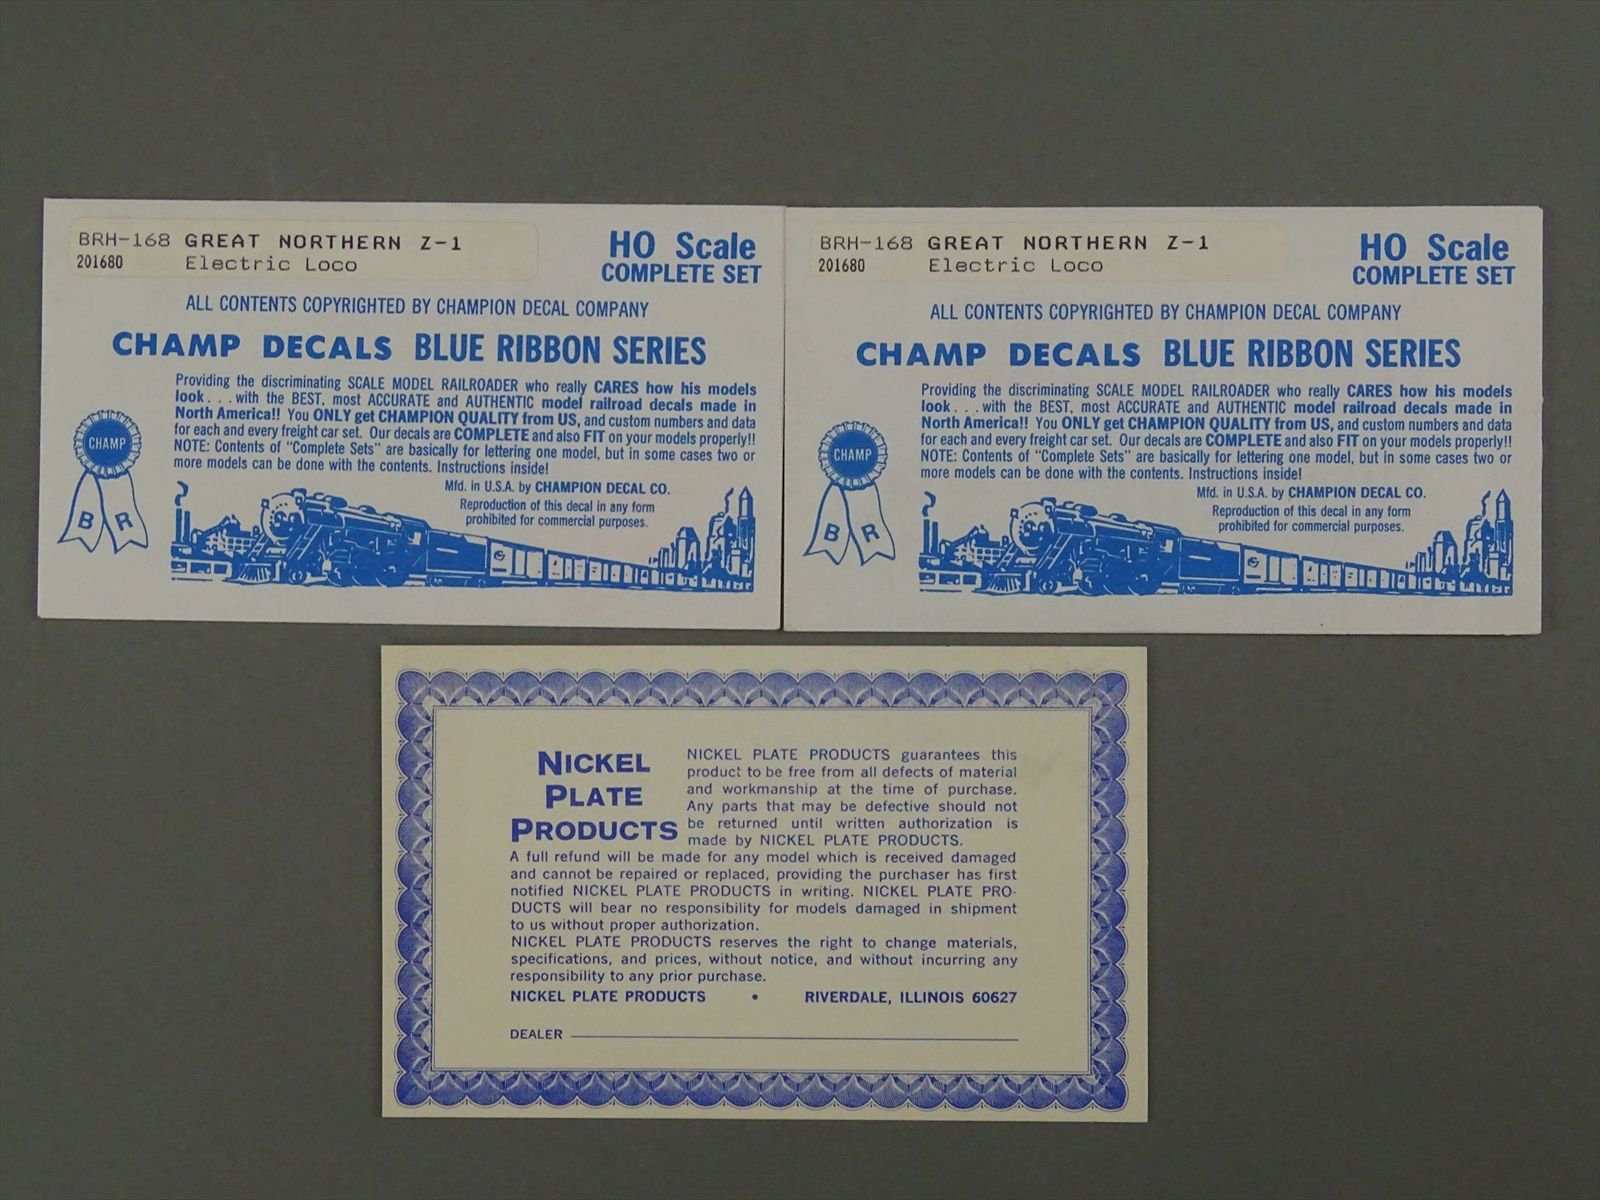 BRH-168 GREAT NORTHERN Z-1
201680 Electric Loco
HO Scale
COMPLETE SET
ALL CONTENTS COPYRIGHTED BY CHAMPION DECAL COMPANY
CHAMP DECALS BLUE RIBBON SERIES
Providing the discriminating SCALE MODEL RAILROADER who really CARES how his models
look . . . with the BEST, most ACCURATE and AUTHENTIC model railroad decals made in
North America!! You ONLY get CHAMPION QUALITY from US, and custom numbers and data
for each and every freight car set. Our decals are COMPLETE and also FIT on your models properly!!
NOTE: Contents of "Complete Sets" are basically for lettering one model, but in some cases two or
more models can be done with the contents. Instructions inside!
CHAMP
B R
Mfd. in U.S.A. by CHAMPION DECAL CO.
Reproduction of this decal in any form
prohibited for commercial purposes.
BRH-168 GREAT NORTHERN Z-1
201680 Electric Loco
HO Scale
COMPLETE SET
ALL CONTENTS COPYRIGHTED BY CHAMPION DECAL COMPANY
CHAMP DECALS BLUE RIBBON SERIES
Providing the discriminating SCALE MODEL RAILROADER who really CARES how his models
look . . . with the BEST, most ACCURATE and AUTHENTIC model railroad decals made in
North America!! You ONLY get CHAMPION QUALITY from US, and custom numbers and data
for each and every freight car set. Our decals are COMPLETE and also FIT on your models properly!!
NOTE: Contents of "Complete Sets" are basically for lettering one model, but in some cases two or
more models can be done with the contents. Instructions inside!
CHAMP
B R
Mfd. in U.S.A. by CHAMPION DECAL CO.
Reproduction of this decal in any form
prohibited for commercial purposes.
NICKEL
PLATE
PRODUCTS
NICKEL PLATE PRODUCTS guarantees this
product to be free from all defects of material
and workmanship at the time of purchase.
Any parts that may be defective should not
be returned until written authorization is
made by NICKEL PLATE PRODUCTS.
A full refund will be made for any model which is received damaged
and cannot be repaired or replaced, providing the purchaser has first
notified NICKEL PLATE PRODUCTS in writing. NICKEL PLATE PRO-
DUCTS will bear no responsibility for models damaged in shipment
to us without proper authorization.
NICKEL PLATE PRODUCTS reserves the right to change materials,
specifications, and prices, without notice, and without incurring any
responsibility to any prior purchase.
NICKEL PLATE PRODUCTS • RIVERDALE, ILLINOIS 60627
DEALER